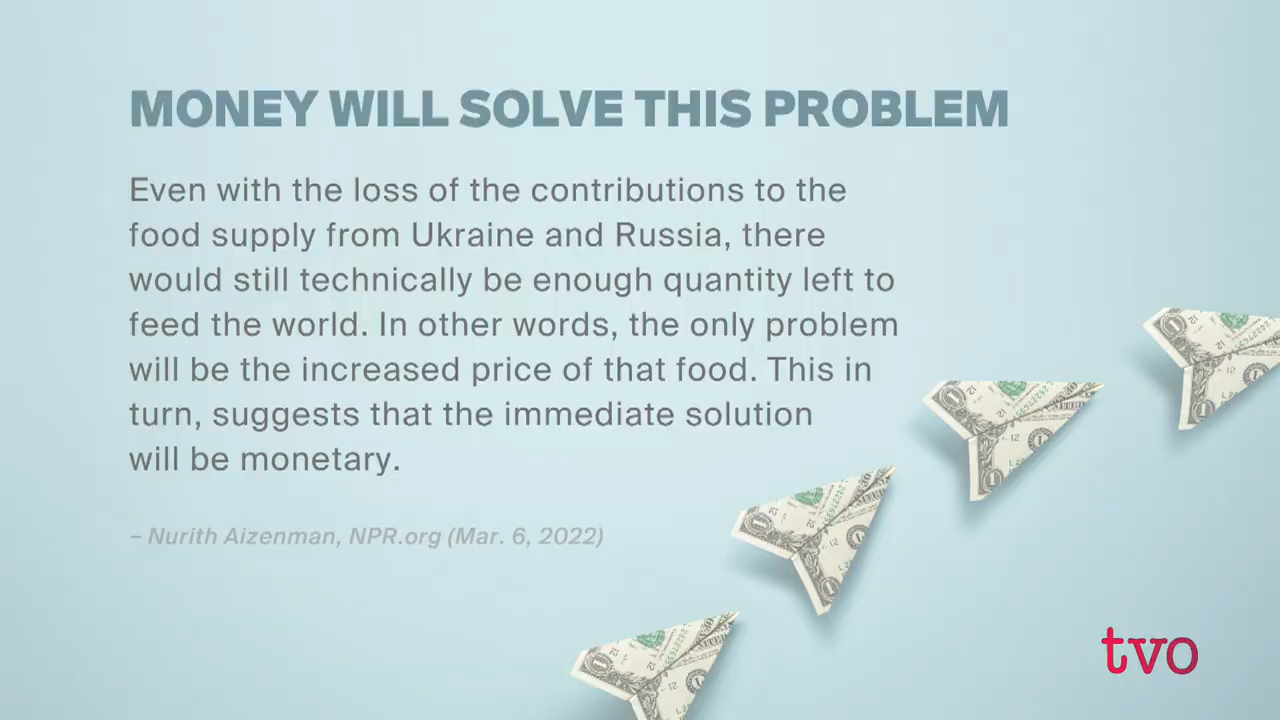 MONEY WILL SOLVE THIS PROBLEM
Even with the loss of the contributions to the
food supply from Ukraine and Russia, there
would still technically be enough quantity left to
feed the world. In other words, the only problem
will be the increased price of that food. This in
turn, suggests that the immediate solution
will be monetary.
– Nurith Aizenman, NPR.org (Mar. 6, 2022)
tvo